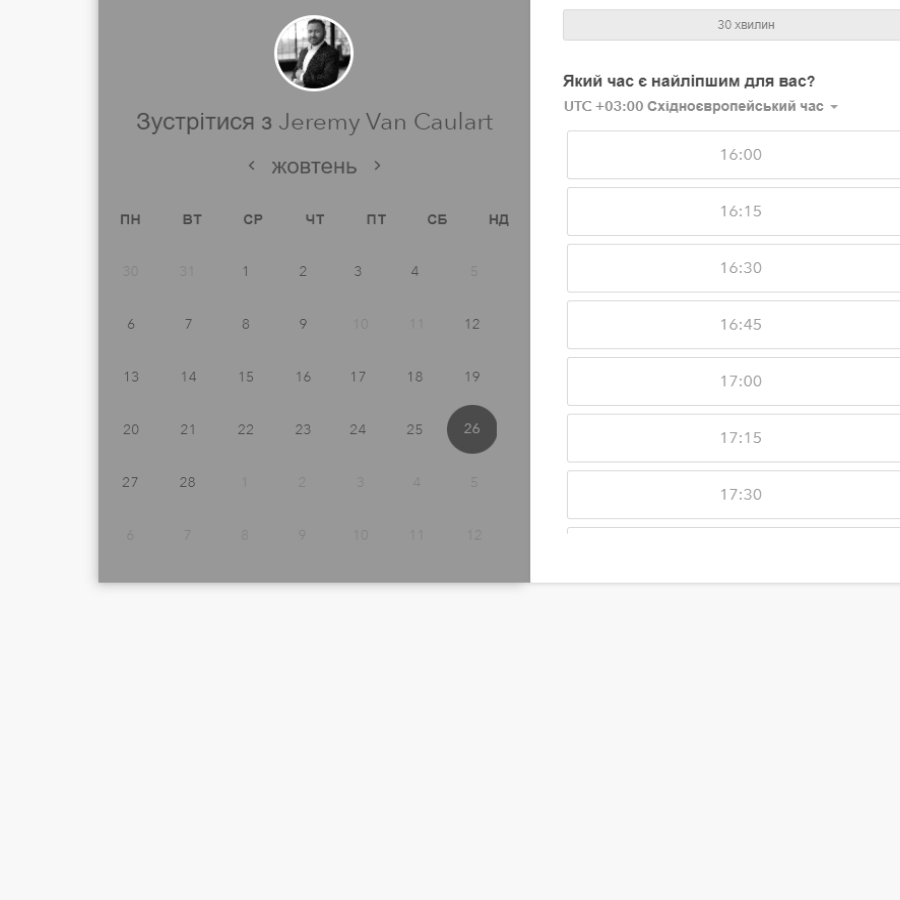 Зустрітися з Jeremy Van Caulart
жовтень
ПН ВТ СР ЧТ ПТ СБ НД
30 31 1 2 3 4 5
6 7 8 9 10 11 12
13 14 15 16 17 18 19
20 21 22 23 24 25 26
27 28 1 2 3 4 5
6 7 8 9 10 11 12
30 хвилин
Який час є найліпшим для вас?
UTC +03:00 Східноєвропейський час
16:00
16:15
16:30
16:45
17:00
17:15
17:30